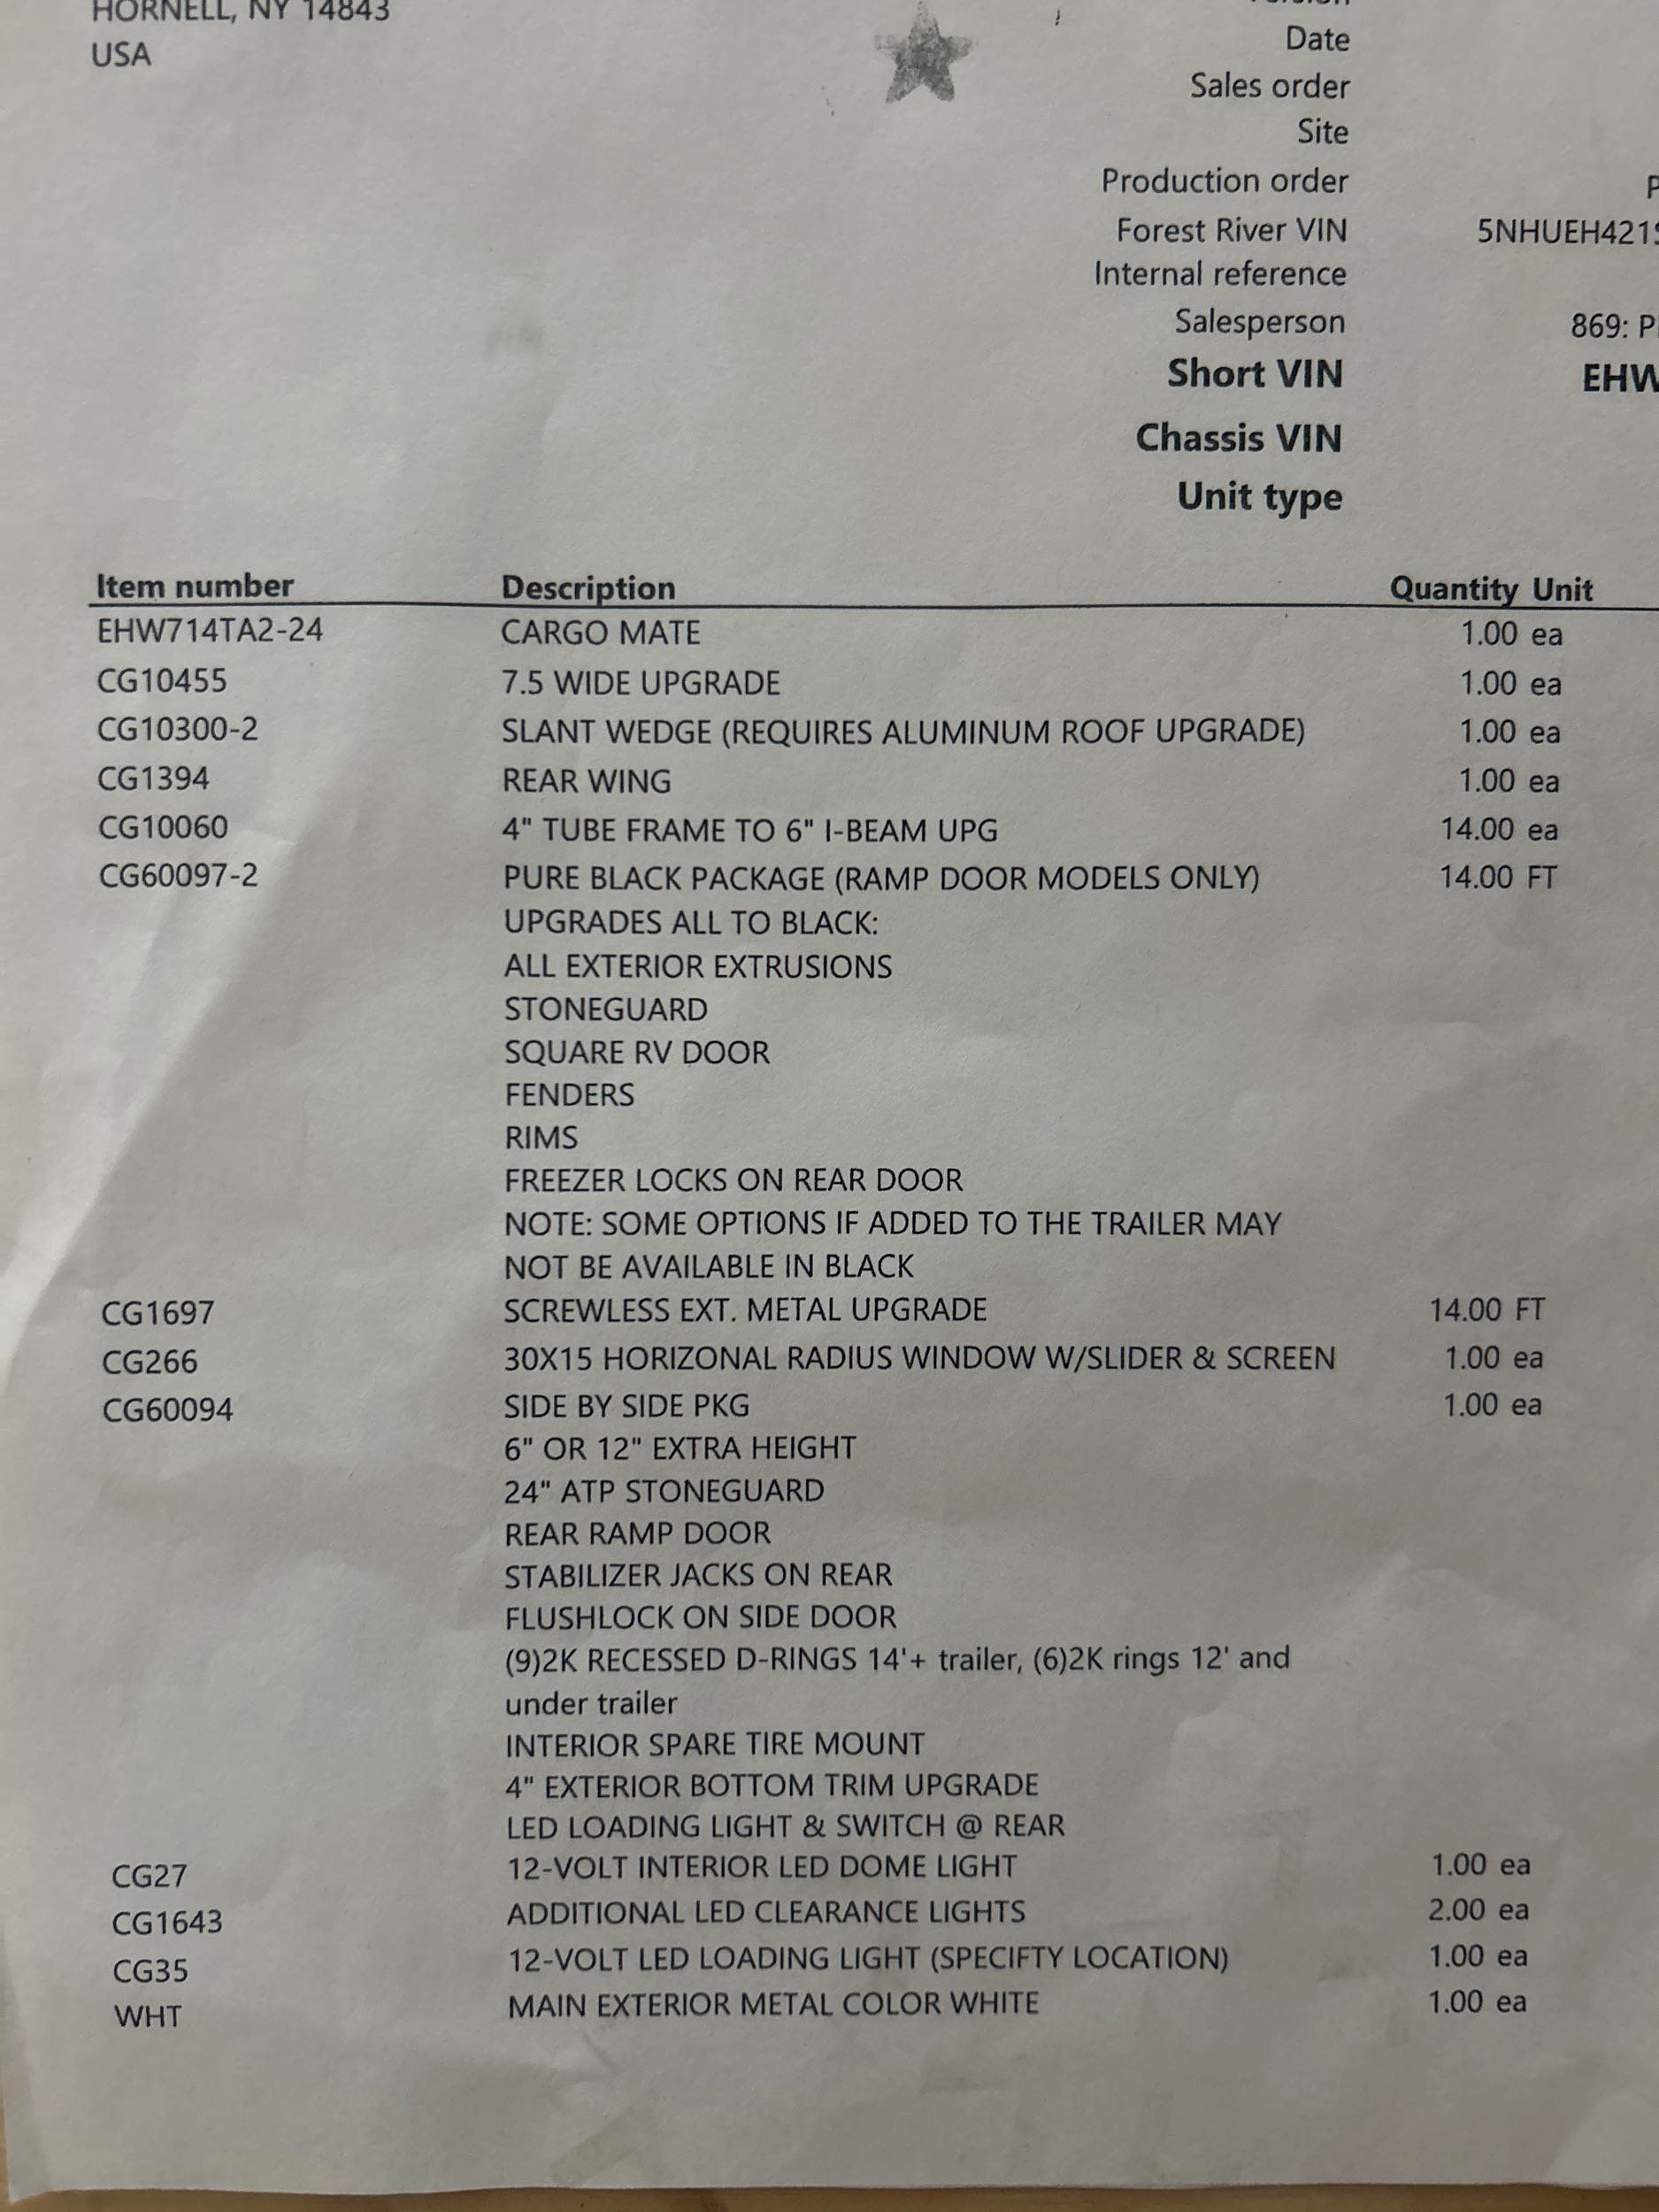 HORNELL, NY 14843
USA
Date
Sales order
Site
Production order P
Forest River VIN 5NHUEH421
Internal reference
Salesperson 869:
Short VIN EHW
Chassis VIN
Unit type
Item number Description Quantity Unit
EHW714TA2-24 CARGO MATE 1.00 ea
CG10455 7.5 WIDE UPGRADE 1.00 ea
CG10300-2 SLANT WEDGE (REQUIRES ALUMINUM ROOF UPGRADE) 1.00 ea
CG1394 REAR WING 1.00 ea
CG10060 4" TUBE FRAME TO 6" I-BEAM UPG 14.00 ea
CG60097-2 PURE BLACK PACKAGE (RAMP DOOR MODELS ONLY) 14.00 FT
UPGRADES ALL TO BLACK:
ALL EXTERIOR EXTRUSIONS
STONEGUARD
SQUARE RV DOOR
FENDERS
RIMS
FREEZER LOCKS ON REAR DOOR
NOTE: SOME OPTIONS IF ADDED TO THE TRAILER MAY
NOT BE AVAILABLE IN BLACK
CG1697 SCREWLESS EXT. METAL UPGRADE 14.00 FT
CG266 30X15 HORIZONAL RADIUS WINDOW W/SLIDER & SCREEN 1.00 ea
CG60094 SIDE BY SIDE PKG 1.00 ea
6" OR 12" EXTRA HEIGHT
24" ATP STONEGUARD
REAR RAMP DOOR
STABILIZER JACKS ON REAR
FLUSHLOCK ON SIDE DOOR
(9)2K RECESSED D-RINGS 14'+ trailer, (6)2K rings 12' and
under trailer
INTERIOR SPARE TIRE MOUNT
4" EXTERIOR BOTTOM TRIM UPGRADE
LED LOADING LIGHT & SWITCH @ REAR
CG27 12-VOLT INTERIOR LED DOME LIGHT 1.00 ea
CG1643 ADDITIONAL LED CLEARANCE LIGHTS 2.00 ea
CG35 12-VOLT LED LOADING LIGHT (SPECIFTY LOCATION) 1.00 ea
WHT MAIN EXTERIOR METAL COLOR WHITE 1.00 ea